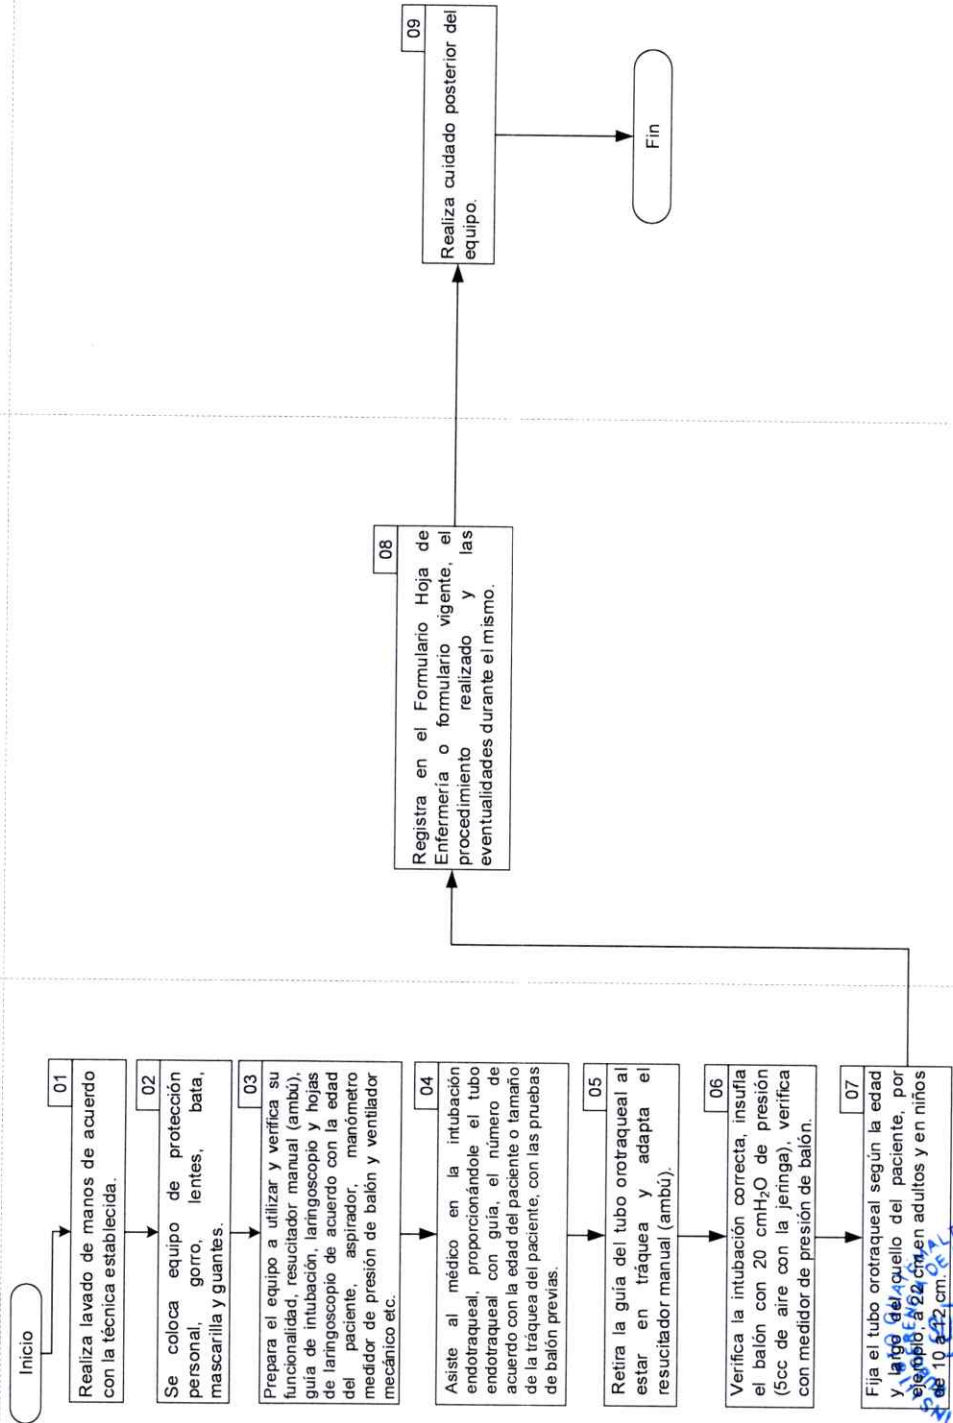 Inicio
01
Realiza lavado de manos de acuerdo
con la técnica establecida.
02
Se coloca equipo de protección
personal, gorro, lentes, bata,
mascarilla y guantes.
03
Prepara el equipo a utilizar y verifica su
funcionalidad, resucitador manual (ambú),
guía de intubación, laringoscopio y hojas
de laringoscopio de acuerdo con la edad
del paciente, aspirador, manómetro
medidor de presión de balón y ventilador
mecánico etc.
04
Asiste al médico en la intubación
endotraqueal, proporcionándole el tubo
endotraqueal con guía, el número de
acuerdo con la edad del paciente o tamaño
de la tráquea del paciente, con las pruebas
de balón previas.
05
Retira la guía del tubo orotraqueal al
estar en tráquea y adapta el
resucitador manual (ambú).
06
Verifica la intubación correcta, insufla
el balón con 20 cmH₂O de presión
(5cc de aire con la jeringa), verifica
con medidor de presión de balón.
07
Fija el tubo orotraqueal según la edad
y largo del cuello del paciente, por
ejemplo, a 22 cm en adultos y en niños
de 10 a 12 cm.
08
Registra en el Formulario Hoja de
Enfermería o formulario vigente, el
procedimiento realizado y las
eventualidades durante el mismo.
09
Realiza cuidado posterior del
equipo.
Fin